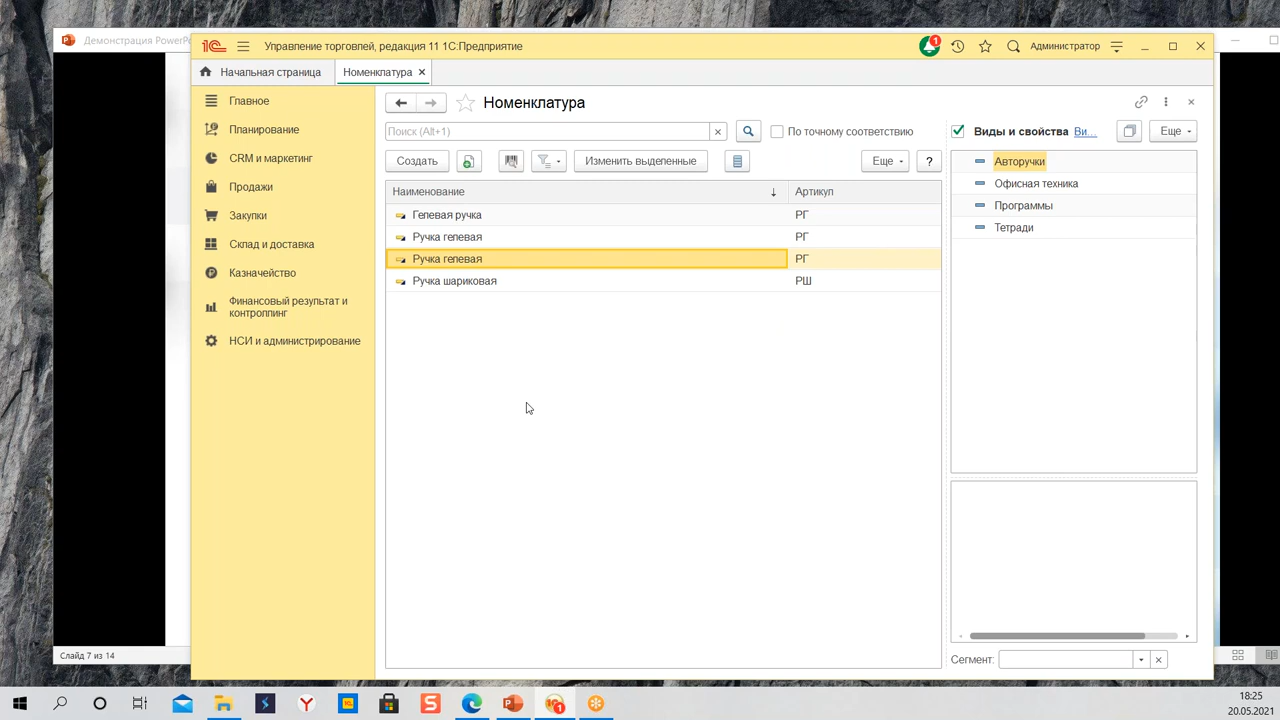 Демонстрация PowerPo
1С Управление торговлей, редакция 11 1С:Предприятие
1 Администратор
Начальная страница
Номенклатура
Главное
Планирование
CRM и маркетинг
Продажи
Закупки
Склад и доставка
Казначейство
Финансовый результат и
контроллинг
НСИ и администрирование
Номенклатура
Поиск (Alt+1)
По точному соответствию
Создать
Изменить выделенные
Еще
?
Наименование
Артикул
Гелевая ручка
РГ
Ручка гелевая
РГ
Ручка гелевая
РГ
Ручка шариковая
РШ
Виды и свойства Ви...
Еще
Авторучки
Офисная техника
Программы
Тетради
Сегмент:
Слайд 7 из 14
18:25
20.05.2021